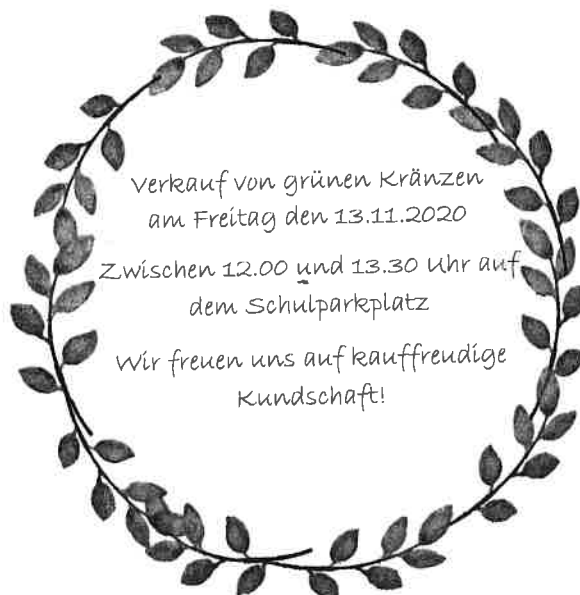 Verkauf von grünen Kränzen
am Freitag den 13.11.2020
Zwischen 12.00 und 13.30 Uhr auf
dem Schulparkplatz
Wir freuen uns auf kauffreudige
Kundschaft!